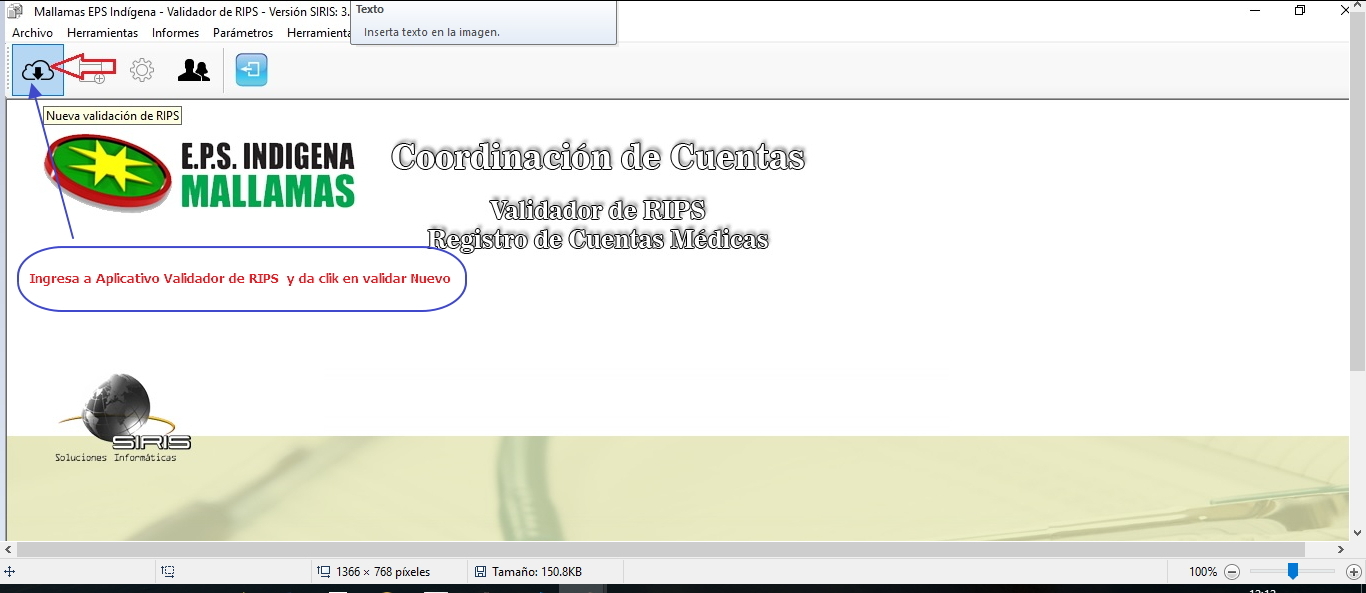 Mallamas EPS Indígena - Validador de RIPS - Versión SIRIS: 3.
Texto
Inserta texto en la imagen.
Archivo Herramientas Informes Parámetros Herramienta
Nueva validación de RIPS
E.P.S. INDIGENA
MALLAMAS
Coordinación de Cuentas
Validador de RIPS
Registro de Cuentas Médicas
Ingresa a Aplicativo Validador de RIPS y da clik en validar Nuevo
SIRIS
Soluciones Informáticas
1366 × 768 píxeles
Tamaño: 150.8KB
100%